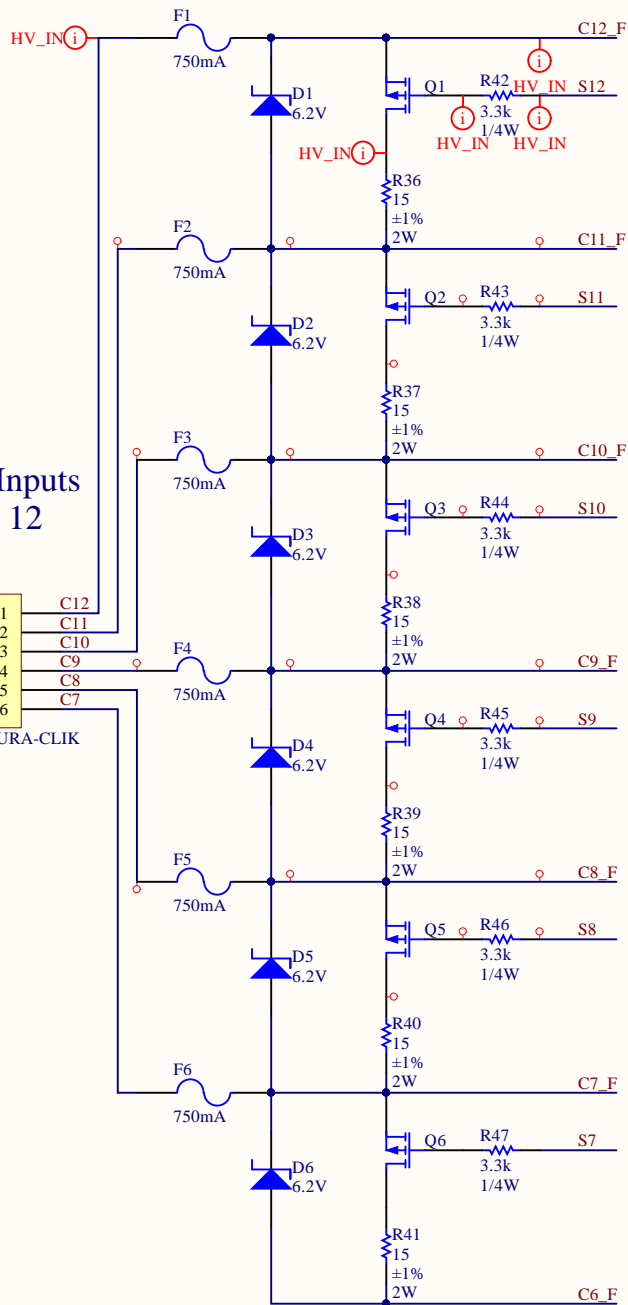 F1
C12_F
HV_IN i
750mA
i
HV_IN
D1
6.2V
Q1
R42
3.3k
1/4W
S12
i
HV_IN
i
HV_IN
HV_IN i
R36
15
±1%
2W
F2
750mA
C11_F
D2
6.2V
Q2
R43
3.3k
1/4W
S11
R37
15
±1%
2W
F3
750mA
C10_F
Inputs
12
D3
6.2V
Q3
R44
3.3k
1/4W
S10
1 C12
2 C11
3 C10
4 C9
5 C8
6 C7
URA-CLIK
R38
15
±1%
2W
F4
750mA
C9_F
D4
6.2V
Q4
R45
3.3k
1/4W
S9
R39
15
±1%
2W
F5
750mA
C8_F
D5
6.2V
Q5
R46
3.3k
1/4W
S8
R40
15
±1%
2W
F6
750mA
C7_F
D6
6.2V
Q6
R47
3.3k
1/4W
S7
R41
15
±1%
2W
C6_F